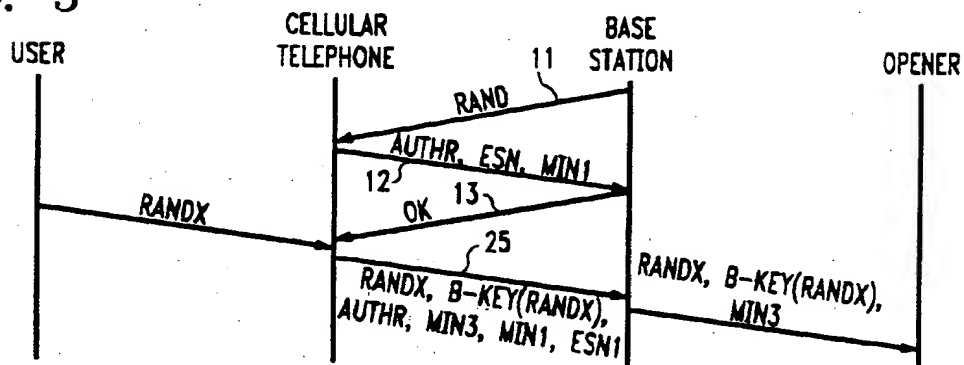 5
USER
CELLULAR
TELEPHONE
BASE
STATION
OPENER
11
RAND
AUTHR, ESN, MIN1
12
13
OK
RANDX
25
RANDX, B-KEY(RANDX),
AUTHR, MIN3, MIN1, ESN1
RANDX, B-KEY(RANDX),
MIN3